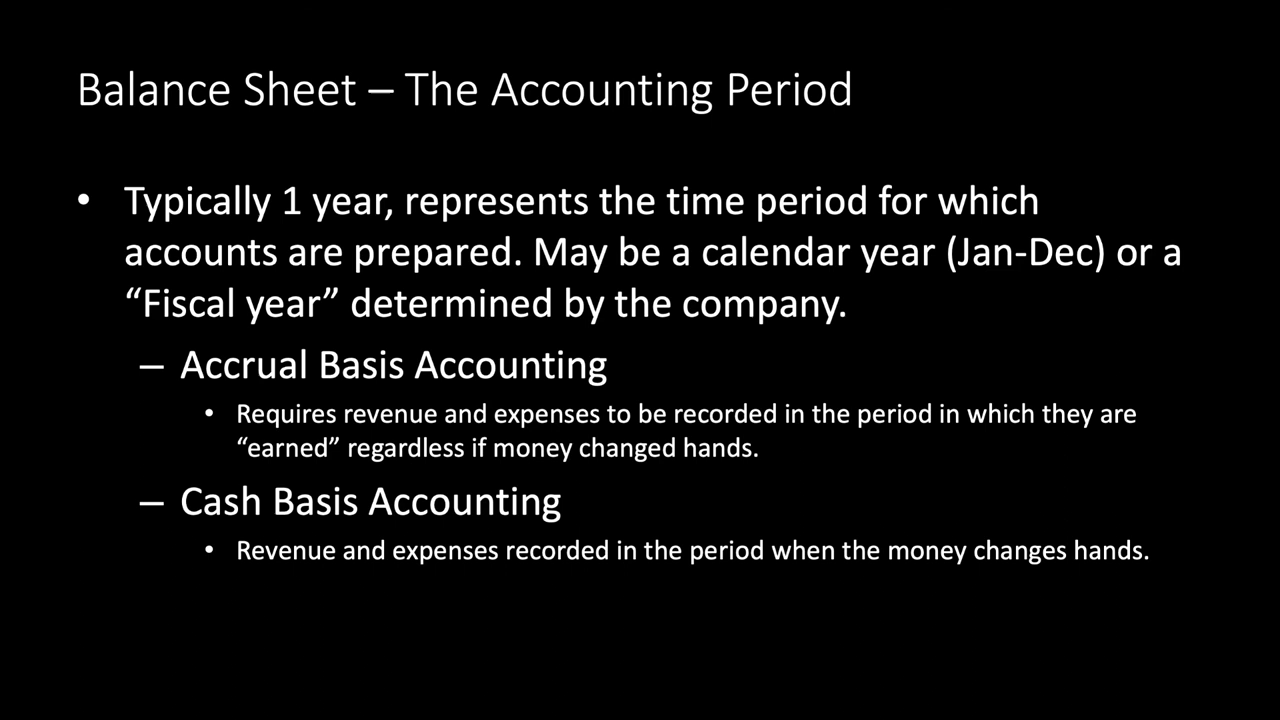 Balance Sheet – The Accounting Period
• Typically 1 year, represents the time period for which
accounts are prepared. May be a calendar year (Jan-Dec) or a
“Fiscal year” determined by the company.
– Accrual Basis Accounting
• Requires revenue and expenses to be recorded in the period in which they are
“earned” regardless if money changed hands.
– Cash Basis Accounting
• Revenue and expenses recorded in the period when the money changes hands.